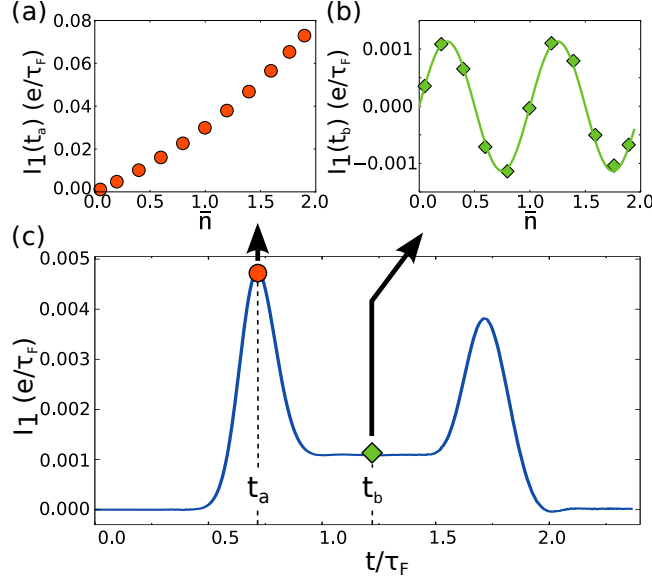 (a)
0.08
0.06
0.04
0.02
0.00
I1(ta) (e/τF)
0.0 0.5 1.0 1.5 2.0
n̄
(b)
0.001
0.000
−0.001
I1(tb) (e/τF)
0.0 0.5 1.0 1.5 2.0
n̄
(c)
0.005
0.004
0.003
0.002
0.001
0.000
I1 (e/τF)
ta
tb
0.0 0.5 1.0 1.5 2.0
t/τF